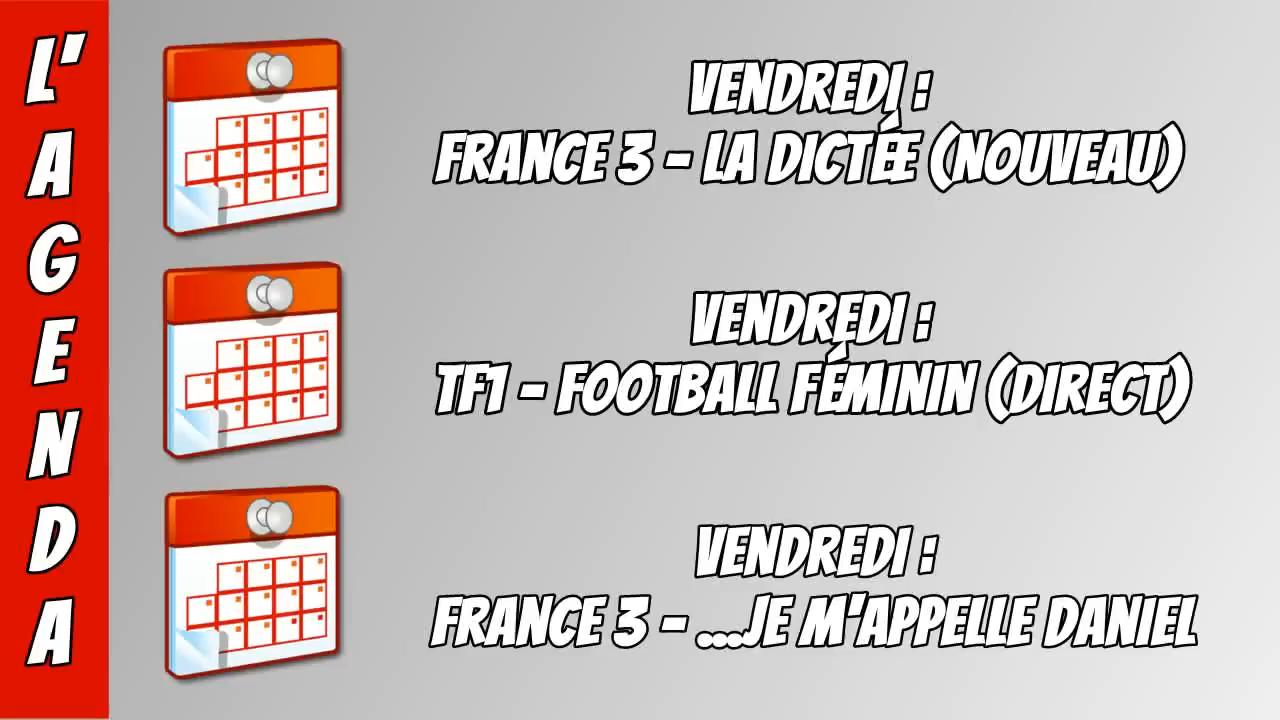 L'AGENDA
VENDREDI :
FRANCE 3 - LA DICTÉE (NOUVEAU)
VENDREDI :
TF1 - FOOTBALL FÉMININ (DIRECT)
VENDREDI :
FRANCE 3 - ...JE M'APPELLE DANIEL